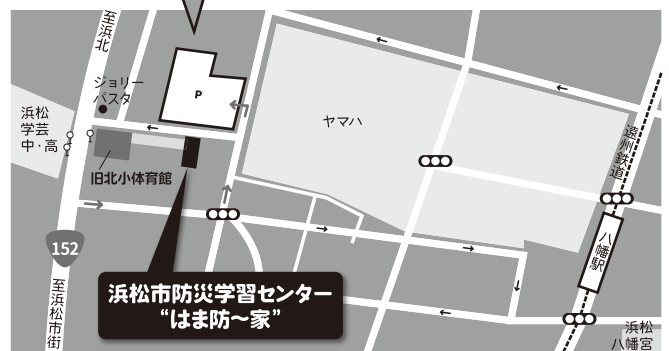 至浜北
ジョリー
パスタ
P
浜松
学芸
中・高
ヤマハ
遠州鉄道
旧北小体育館
152
八幡駅
浜松市防災学習センター
“はま防～家”
至浜松市街
浜松
八幡宮